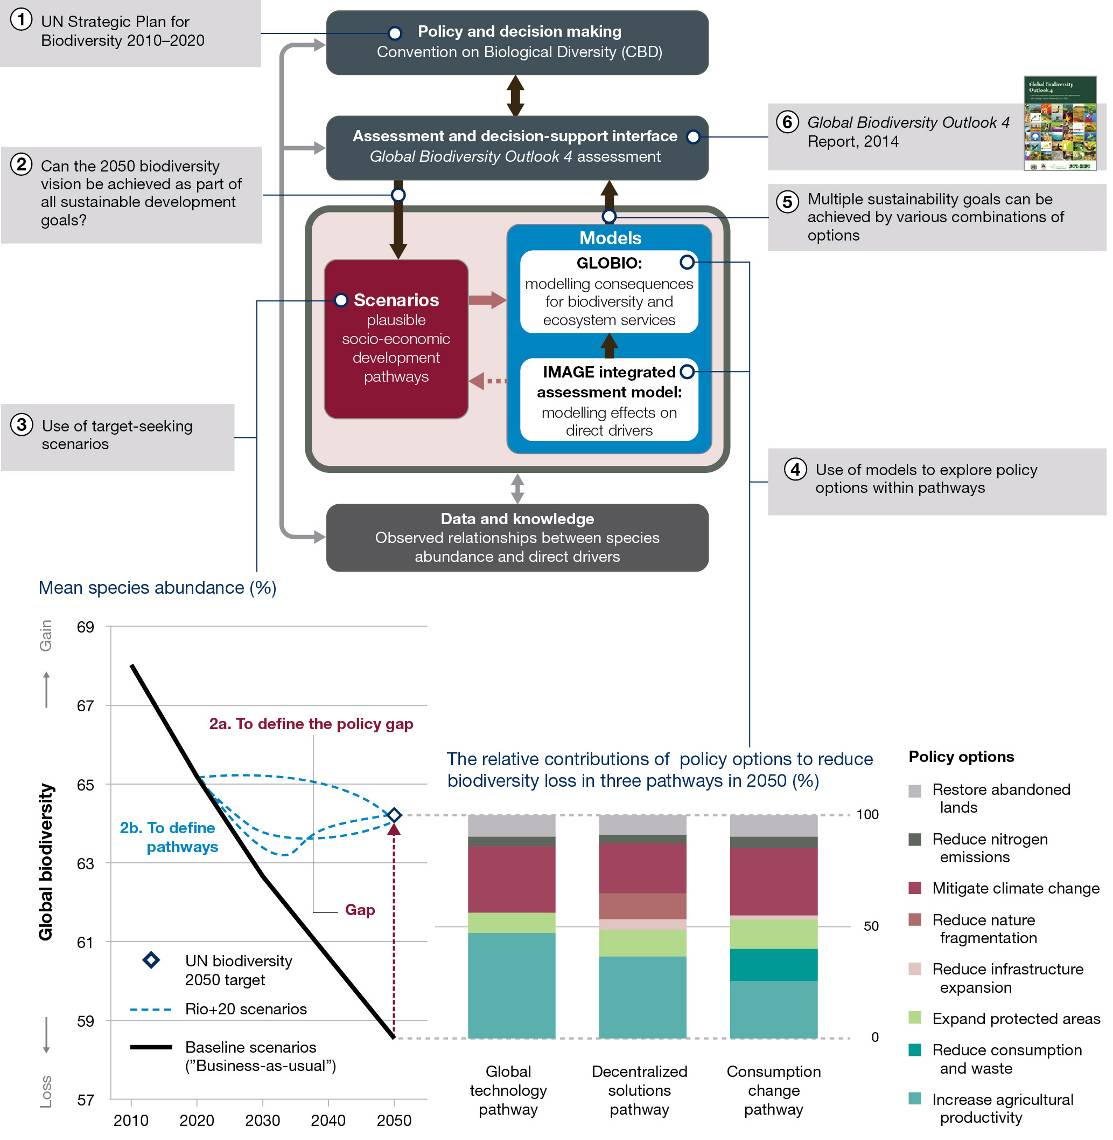 1
UN Strategic Plan for
Biodiversity 2010–2020
Policy and decision making
Convention on Biological Diversity (CBD)
Assessment and decision-support interface
Global Biodiversity Outlook 4 assessment
6
Global Biodiversity Outlook 4
Report, 2014
Global Biodiversity
Outlook 4
2
Can the 2050 biodiversity
vision be achieved as part of
all sustainable development
goals?
5
Multiple sustainability goals can be
achieved by various combinations of
options
Scenarios
plausible
socio-economic
development
pathways
Models
GLOBIO:
modelling consequences
for biodiversity and
ecosystem services
IMAGE integrated
assessment model:
modelling effects on
direct drivers
3
Use of target-seeking
scenarios
4
Use of models to explore policy
options within pathways
Data and knowledge
Observed relationships between species
abundance and direct drivers
Mean species abundance (%)
Gain
Global biodiversity
Loss
69
67
65
63
61
59
57
2010
2020
2030
2040
2050
2a. To define the policy gap
2b. To define
pathways
Gap
UN biodiversity
2050 target
Rio+20 scenarios
Baseline scenarios
("Business-as-usual")
The relative contributions of policy options to reduce
biodiversity loss in three pathways in 2050 (%)
100
50
0
Global
technology
pathway
Decentralized
solutions
pathway
Consumption
change
pathway
Policy options
Restore abandoned
lands
Reduce nitrogen
emissions
Mitigate climate change
Reduce nature
fragmentation
Reduce infrastructure
expansion
Expand protected areas
Reduce consumption
and waste
Increase agricultural
productivity